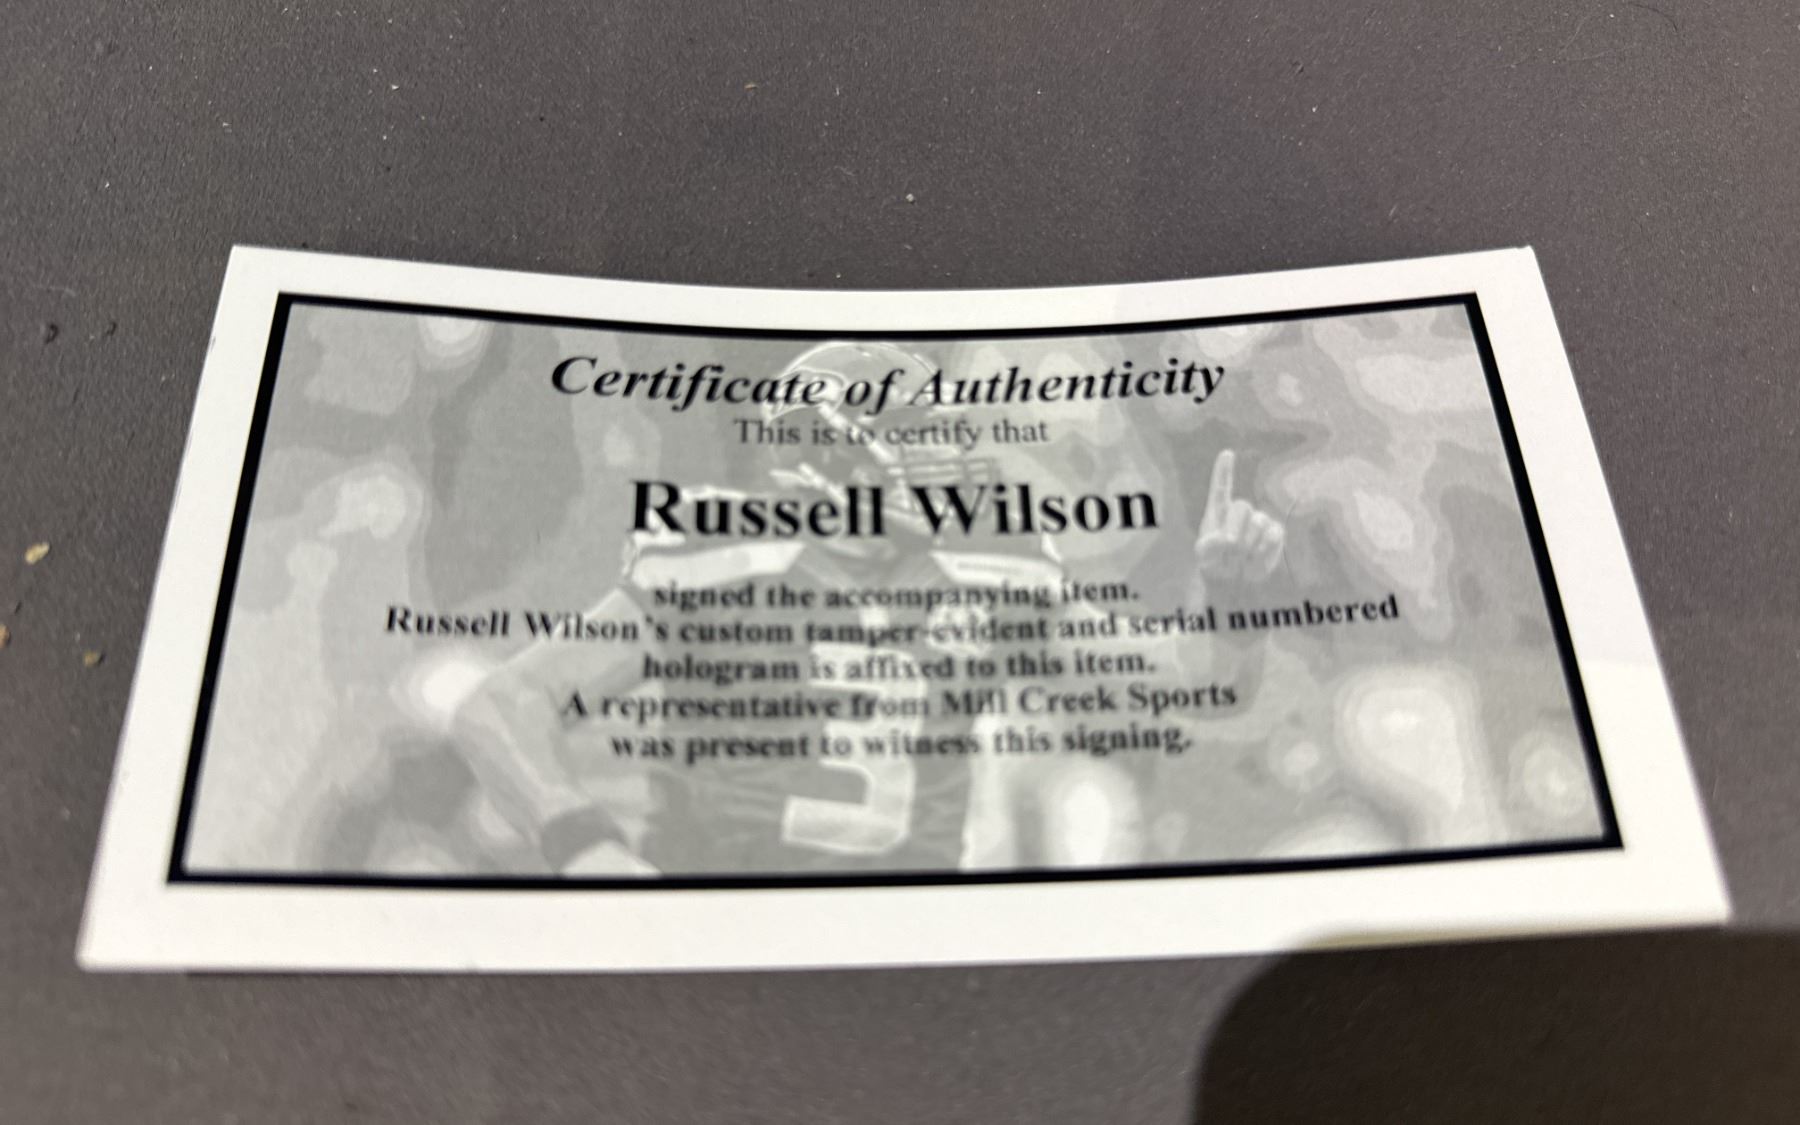 Certificate of Authenticity
This is to certify that
Russell Wilson
signed the accompanying item.
Russell Wilson's custom tamper-evident and serial numbered
hologram is affixed to this item.
A representative from Mill Creek Sports
was present to witness this signing.
3